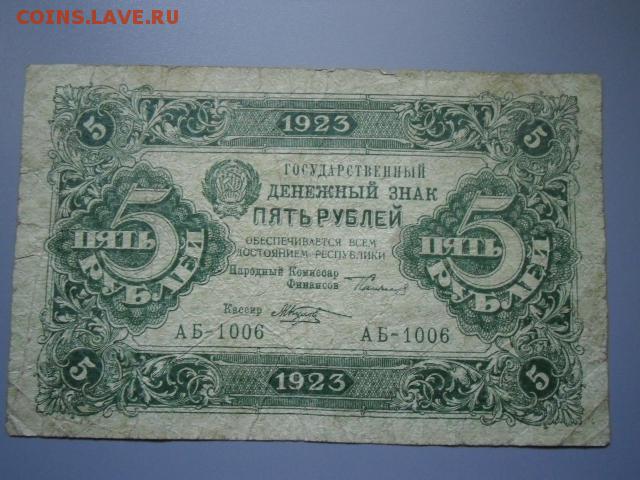 COINS.LAVE.RU
5 1923 5
ГОСУДАРСТВЕННЫЙ
ДЕНЕЖНЫЙ ЗНАК
ПЯТЬ РУБЛЕЙ
ОБЕСПЕЧИВАЕТСЯ ВСЕМ
ДОСТОЯНИЕМ РЕСПУБЛИКИ
Народный Комиссар
Финансов
Кассир
АБ-1006 АБ-1006
5 ПЯТЬ РУБЛЕЙ
5 ПЯТЬ РУБЛЕЙ
5 1923 5